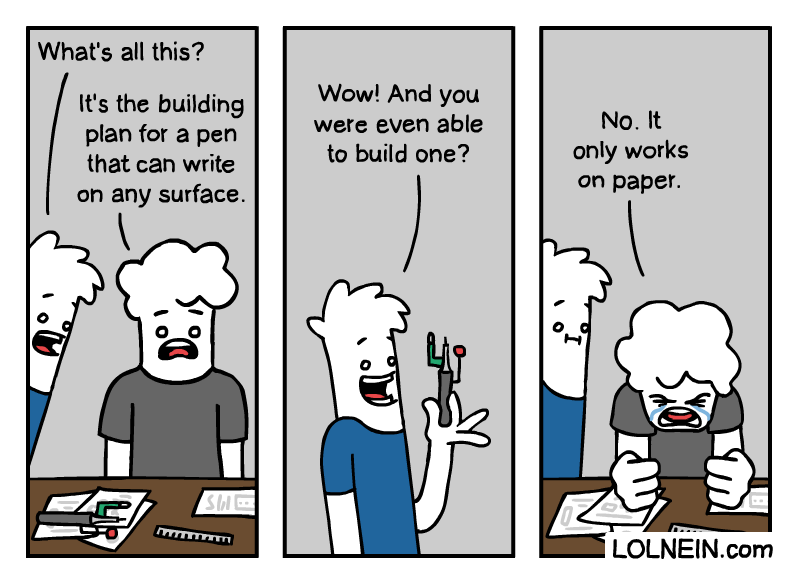 What's all this?
It's the building
plan for a pen
that can write
on any surface.
Wow! And you
were even able
to build one?
No. It
only works
on paper.
LOLNEIN.com